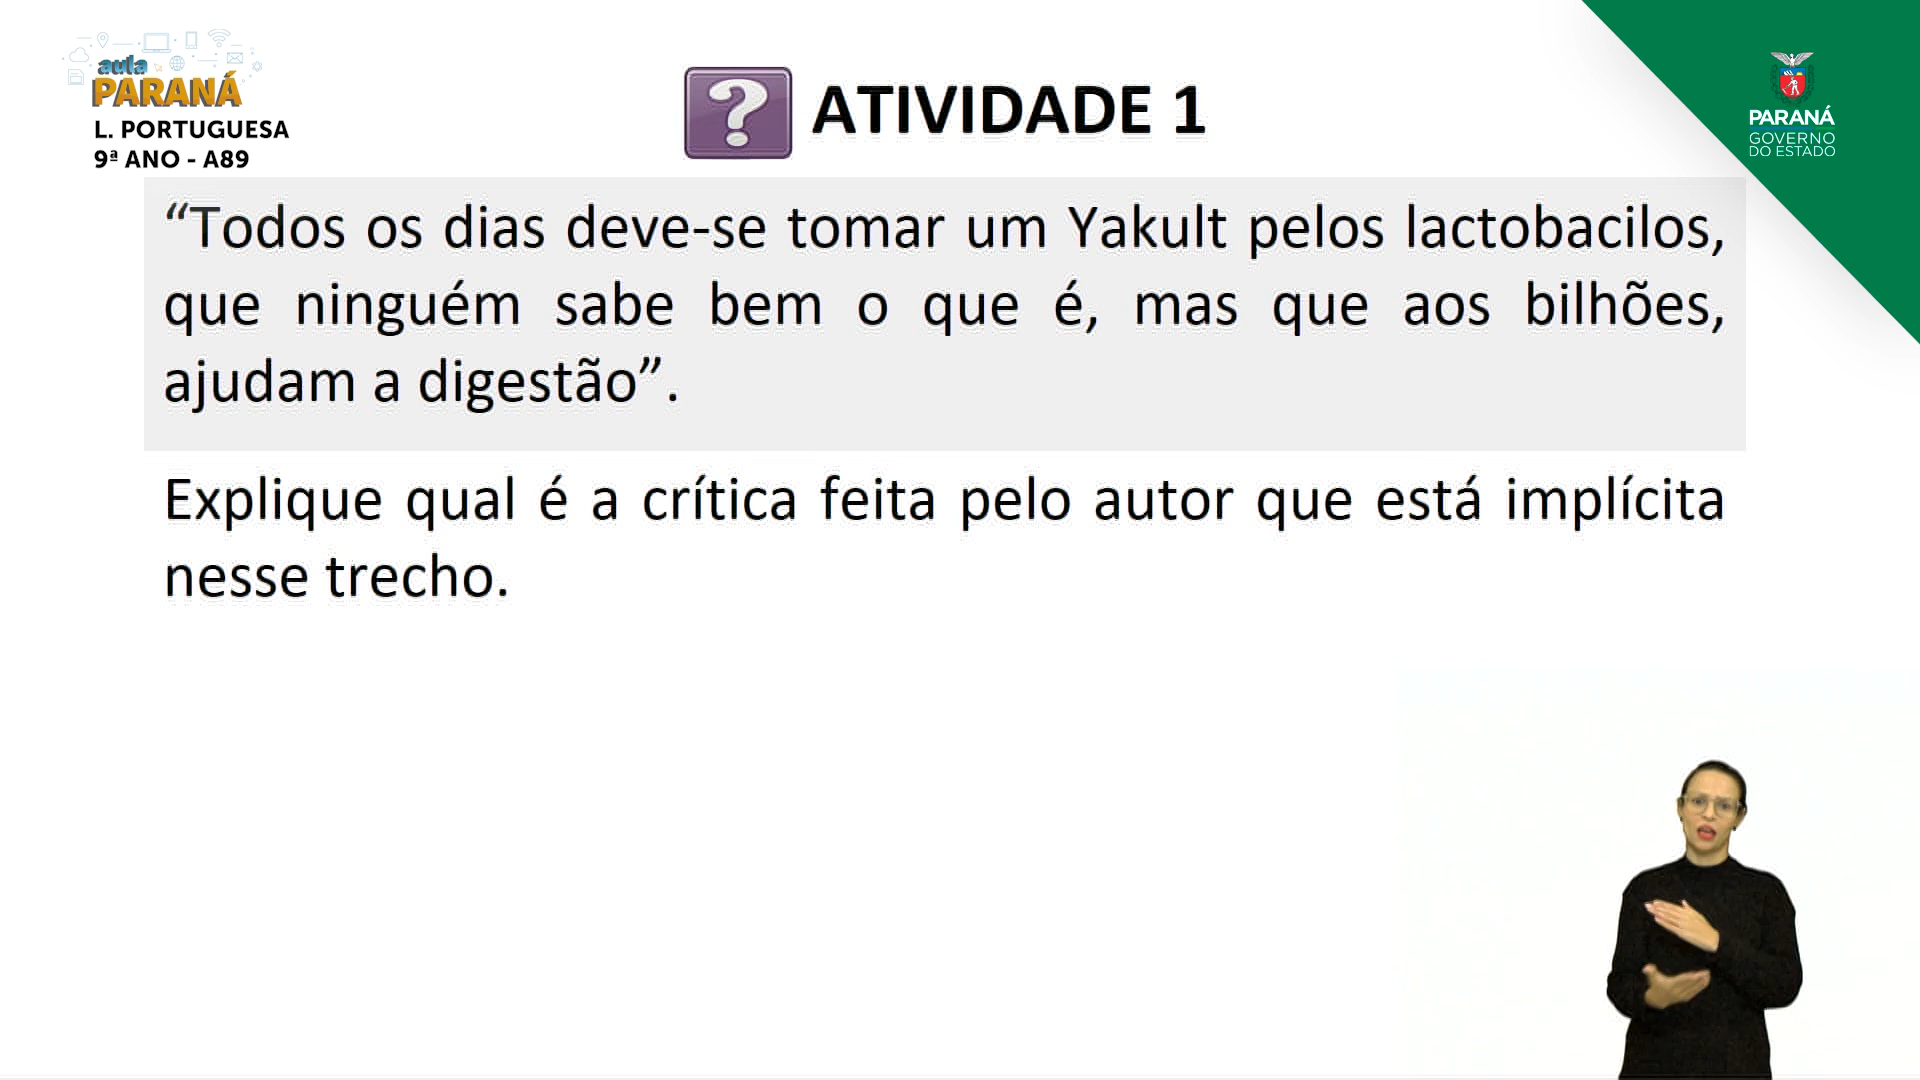 aula
PARANÁ
L. PORTUGUESA
9ª ANO - A89
ATIVIDADE 1
PARANÁ
GOVERNO
DO ESTADO
“Todos os dias deve-se tomar um Yakult pelos lactobacilos,
que ninguém sabe bem o que é, mas que aos bilhões,
ajudam a digestão”.
Explique qual é a crítica feita pelo autor que está implícita
nesse trecho.